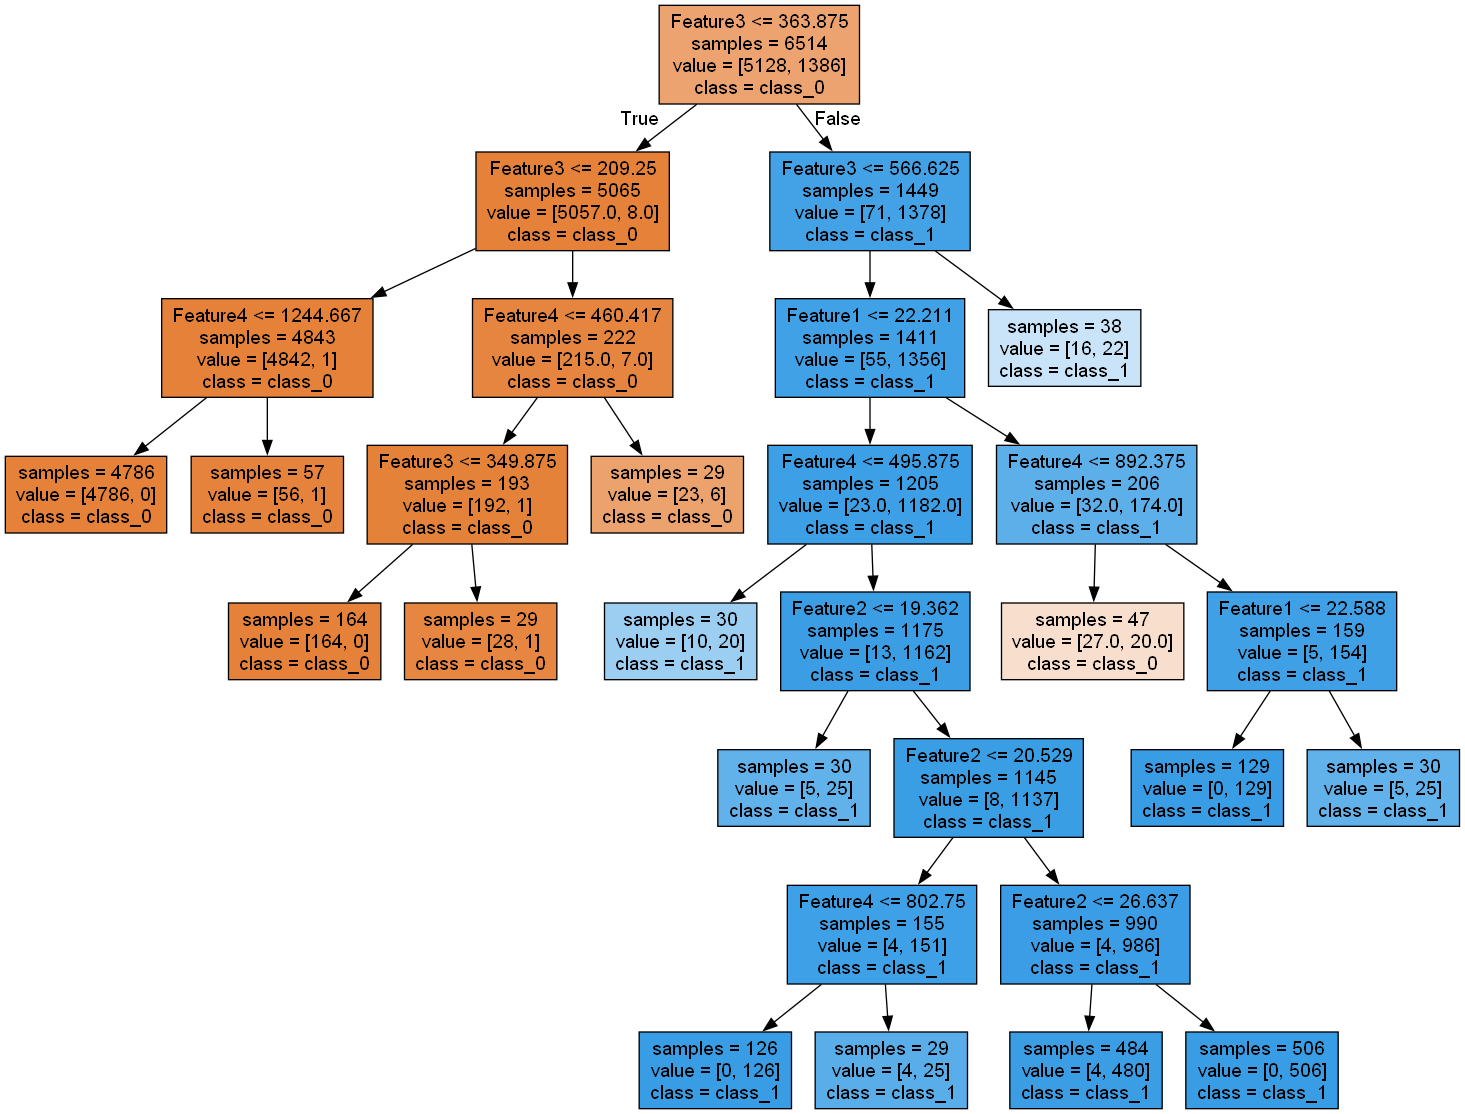 Feature3 <= 363.875
samples = 6514
value = [5128, 1386]
class = class_0
True
False
Feature3 <= 209.25
samples = 5065
value = [5057.0, 8.0]
class = class_0
Feature3 <= 566.625
samples = 1449
value = [71, 1378]
class = class_1
Feature4 <= 1244.667
samples = 4843
value = [4842, 1]
class = class_0
Feature4 <= 460.417
samples = 222
value = [215.0, 7.0]
class = class_0
Feature1 <= 22.211
samples = 1411
value = [55, 1356]
class = class_1
samples = 38
value = [16, 22]
class = class_1
samples = 4786
value = [4786, 0]
class = class_0
samples = 57
value = [56, 1]
class = class_0
Feature3 <= 349.875
samples = 193
value = [192, 1]
class = class_0
samples = 29
value = [23, 6]
class = class_0
Feature4 <= 495.875
samples = 1205
value = [23.0, 1182.0]
class = class_1
Feature4 <= 892.375
samples = 206
value = [32.0, 174.0]
class = class_1
samples = 164
value = [164, 0]
class = class_0
samples = 29
value = [28, 1]
class = class_0
samples = 30
value = [10, 20]
class = class_1
Feature2 <= 19.362
samples = 1175
value = [13, 1162]
class = class_1
samples = 47
value = [27.0, 20.0]
class = class_0
Feature1 <= 22.588
samples = 159
value = [5, 154]
class = class_1
samples = 30
value = [5, 25]
class = class_1
Feature2 <= 20.529
samples = 1145
value = [8, 1137]
class = class_1
samples = 129
value = [0, 129]
class = class_1
samples = 30
value = [5, 25]
class = class_1
Feature4 <= 802.75
samples = 155
value = [4, 151]
class = class_1
Feature2 <= 26.637
samples = 990
value = [4, 986]
class = class_1
samples = 126
value = [0, 126]
class = class_1
samples = 29
value = [4, 25]
class = class_1
samples = 484
value = [4, 480]
class = class_1
samples = 506
value = [0, 506]
class = class_1